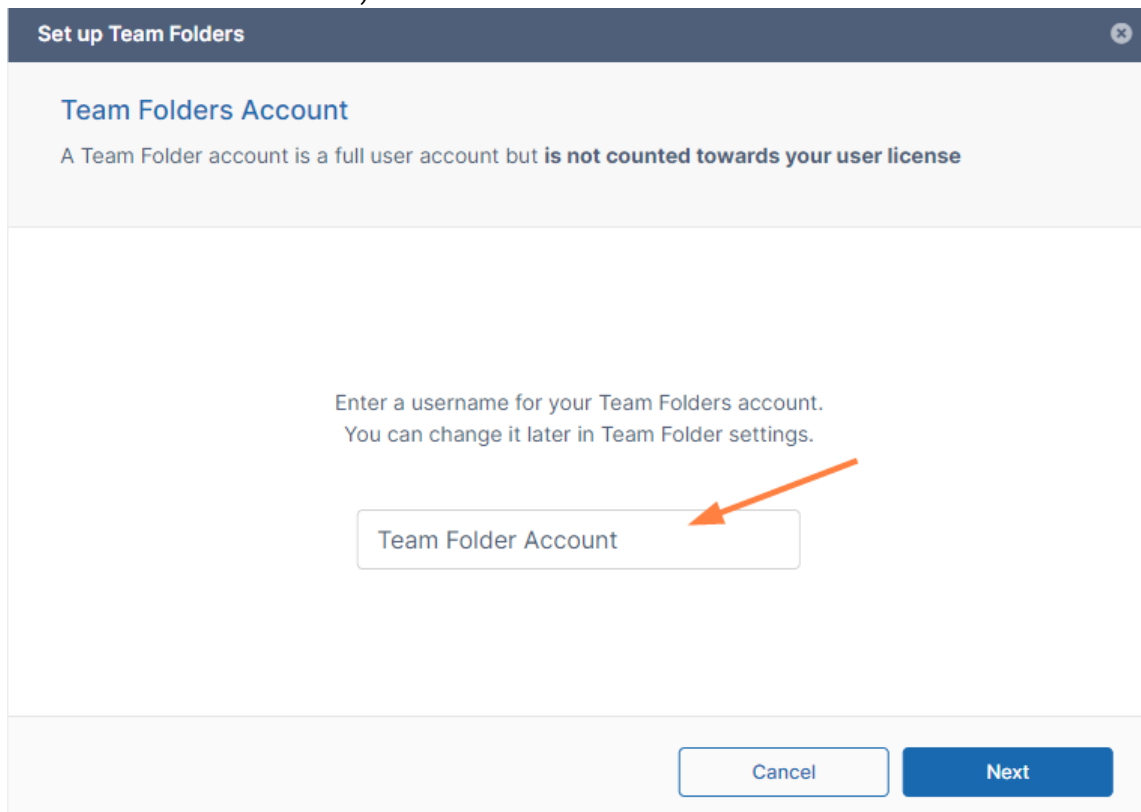 Set up Team Folders
Team Folders Account
A Team Folder account is a full user account but is not counted towards your user license
Enter a username for your Team Folders account.
You can change it later in Team Folder settings.
Team Folder Account
Cancel
Next